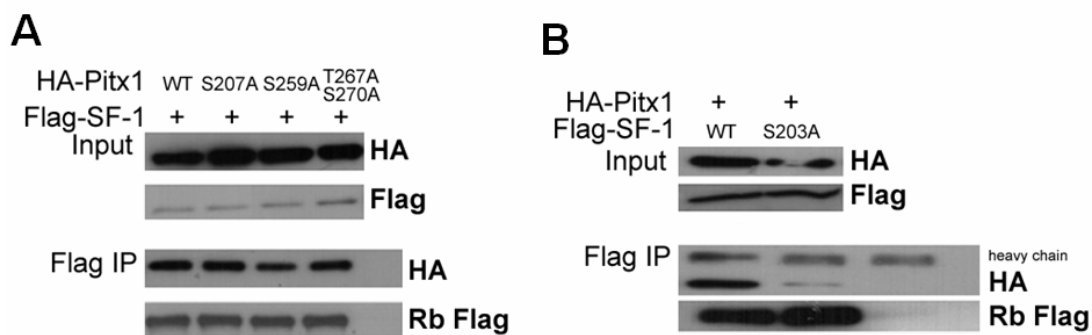 A
HA-Pitx1 WT S207A S259A T267A
S270A
Flag-SF-1 + + + +
Input HA
Flag
Flag IP HA
Rb Flag
B
HA-Pitx1 + +
Flag-SF-1 WT S203A
Input HA
Flag
Flag IP heavy chain
HA
Rb Flag